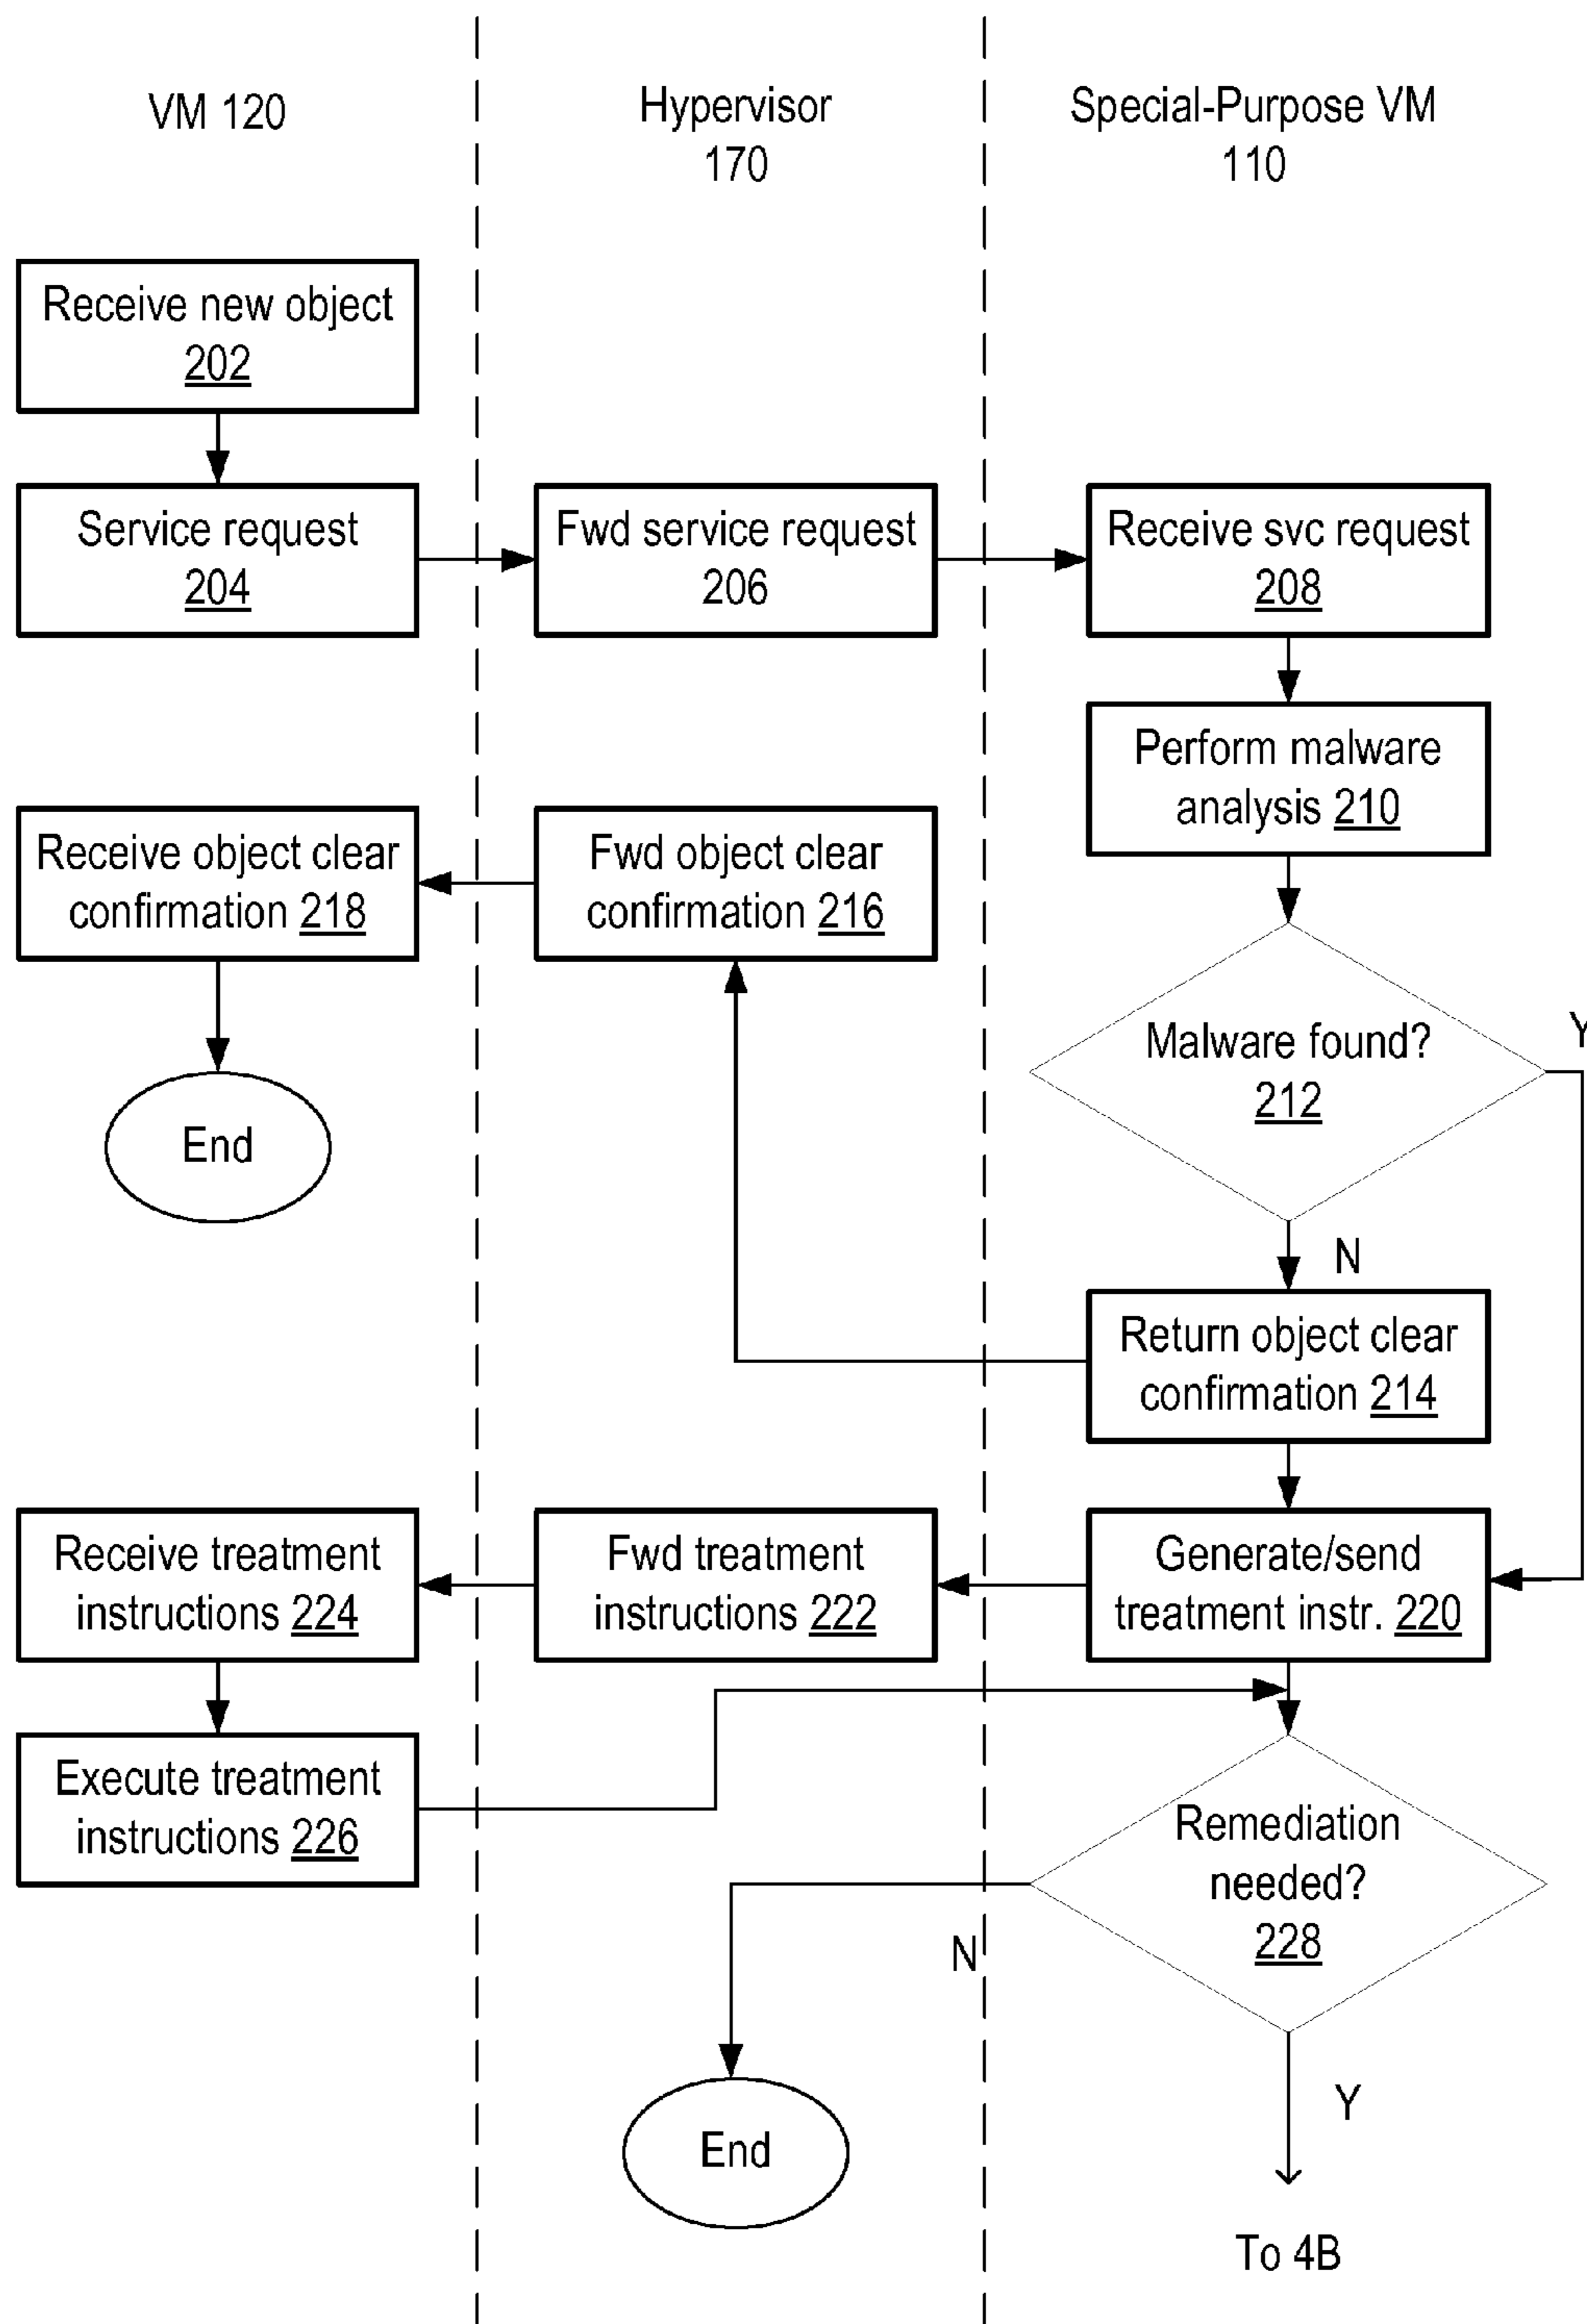 VM 120
Hypervisor
170
Special-Purpose VM
110
Receive new object
202
Service request
204
Fwd service request
206
Receive svc request
208
Perform malware
analysis 210
Receive object clear
confirmation 218
Fwd object clear
confirmation 216
Malware found?
212
Y
End
N
Return object clear
confirmation 214
Receive treatment
instructions 224
Fwd treatment
instructions 222
Generate/send
treatment instr. 220
Execute treatment
instructions 226
Remediation
needed?
228
N
End
Y
To 4B